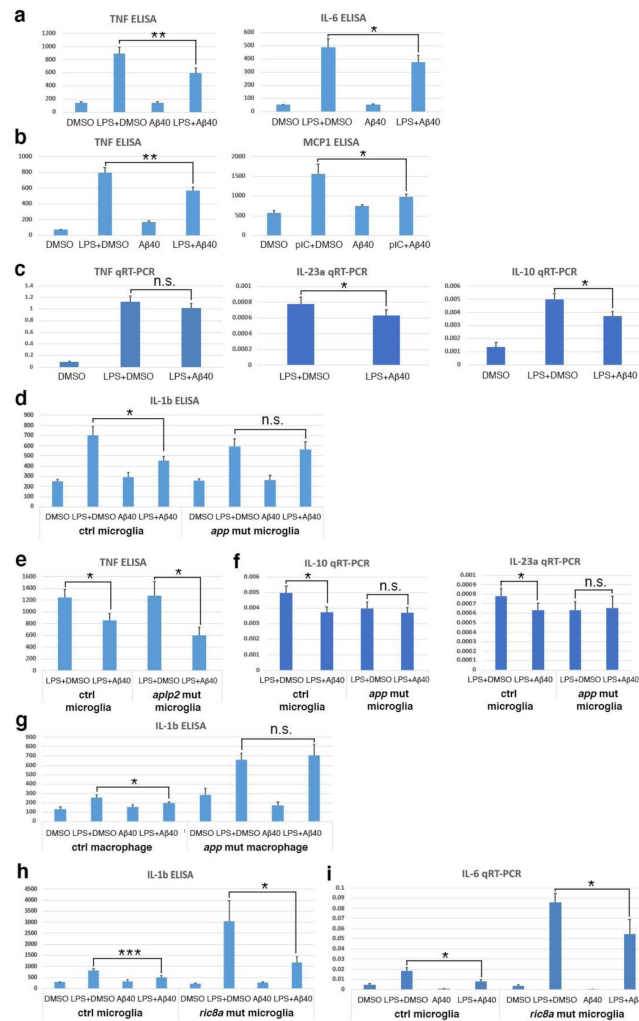 a
TNF ELISA
1200
1000
800
600
400
200
0
**
DMSO LPS+DMSO Aβ40 LPS+Aβ40
IL-6 ELISA
600
500
400
300
200
100
0
*
DMSO LPS+DMSO Aβ40 LPS+Aβ40
b
TNF ELISA
1000
800
600
400
200
0
**
DMSO LPS+DMSO Aβ40 LPS+Aβ40
MCP1 ELISA
2000
1500
1000
500
0
*
DMSO pIC+DMSO Aβ40 pIC+Aβ40
c
TNF qRT-PCR
n.s.
1.4
1.2
1
0.8
0.6
0.4
0.2
0
DMSO LPS+DMSO LPS+Aβ40
IL-23a qRT-PCR
0.001
0.0008
0.0006
0.0004
0.0002
0
*
LPS+DMSO LPS+Aβ40
IL-10 qRT-PCR
0.006
0.005
0.004
0.003
0.002
0.001
0
*
DMSO LPS+DMSO LPS+Aβ40
d
IL-1b ELISA
900
800
700
600
500
400
300
200
100
0
* n.s.
DMSO LPS+DMSO Aβ40 LPS+Aβ40 DMSO LPS+DMSO Aβ40 LPS+Aβ40
ctrl microglia app mut microglia
e
TNF ELISA
1600
1400
1200
1000
800
600
400
200
0
* *
LPS+DMSO LPS+Aβ40 LPS+DMSO LPS+Aβ40
ctrl aplp2 mut
microglia microglia
f
IL-10 qRT-PCR
0.006
0.005
0.004
0.003
0.002
0.001
0
* n.s.
LPS+DMSO LPS+Aβ40 LPS+DMSO LPS+Aβ40
ctrl app mut
microglia microglia
IL-23a qRT-PCR
0.001
0.0009
0.0008
0.0007
0.0006
0.0005
0.0004
0.0003
0.0002
0.0001
0
* n.s.
LPS+DMSO LPS+Aβ40 LPS+DMSO LPS+Aβ40
ctrl app mut
microglia microglia
g
IL-1b ELISA
900
800
700
600
500
400
300
200
100
0
* n.s.
DMSO LPS+DMSO Aβ40 LPS+Aβ40 DMSO LPS+DMSO Aβ40 LPS+Aβ40
ctrl macrophage app mut macrophage
h
IL-1b ELISA
4500
4000
3500
3000
2500
2000
1500
1000
500
0
*** *
DMSO LPS+DMSO Aβ40 LPS+Aβ40 DMSO LPS+DMSO Aβ40 LPS+Aβ40
ctrl microglia ric8a mut microglia
i
IL-6 qRT-PCR
0.1
0.09
0.08
0.07
0.06
0.05
0.04
0.03
0.02
0.01
0
* *
DMSO LPS+DMSO Aβ40 LPS+Aβ40 DMSO LPS+DMSO Aβ40
ctrl microglia ric8a mut microglia